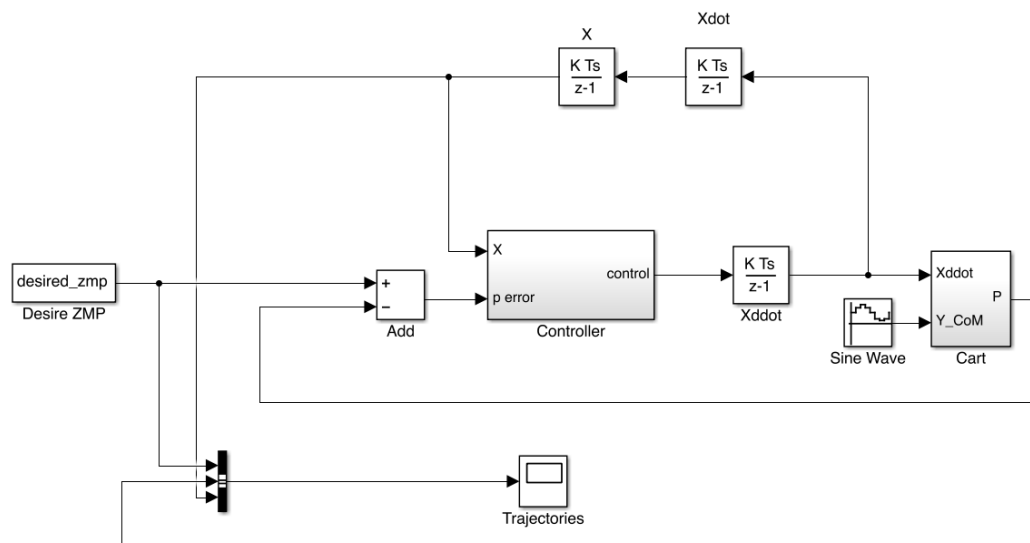 Xdot
X
K Ts
z-1
K Ts
z-1
X
p error
control
Controller
desired_zmp
Desire ZMP
+
−
Add
K Ts
z-1
Xddot
Sine Wave
Xddot
Y_CoM
P
Cart
Trajectories